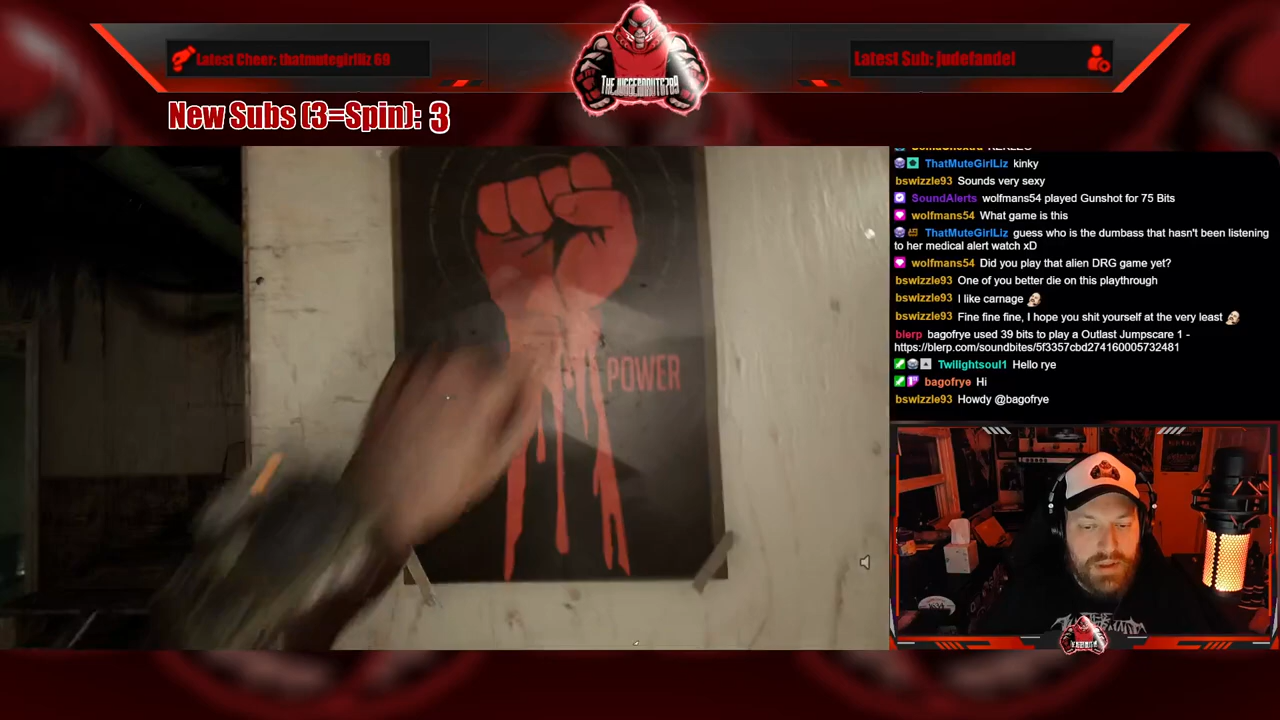 Latest Cheer: thatmutegirlliz 69
THEJUGGERNAUT6789
Latest Sub: judefandei
New Subs (3=Spin): 3
ThatMuteGirlLiz kinky
bswizzle93 Sounds very sexy
SoundAlerts wolfmans54 played Gunshot for 75 Bits
wolfmans54 What game is this
ThatMuteGirlLiz guess who is the dumbass that hasn't been listening
to her medical alert watch xD
wolfmans54 Did you play that alien DRG game yet?
bswizzle93 One of you better die on this playthrough
bswizzle93 I like carnage
bswizzle93 Fine fine fine, I hope you shit yourself at the very least
blerp bagofrye used 39 bits to play a Outlast Jumpscare 1 -
https://blerp.com/soundbites/5f3357cbd274160005732481
Twilightsoul1 Hello rye
bagofrye Hi
bswizzle93 Howdy @bagofrye
POWER